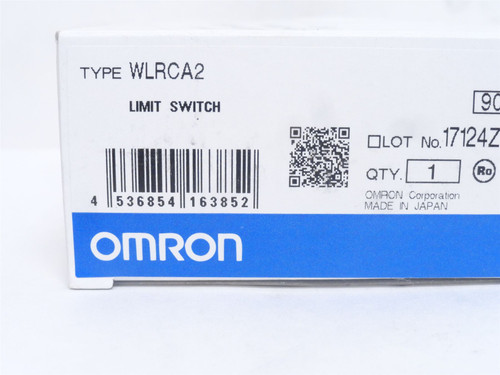 TYPE WLRCA2
LIMIT SWITCH
90
□LOT No. 17124Z
QTY. 1
4 536854 163852
OMRON Corporation
MADE IN JAPAN
OMRON